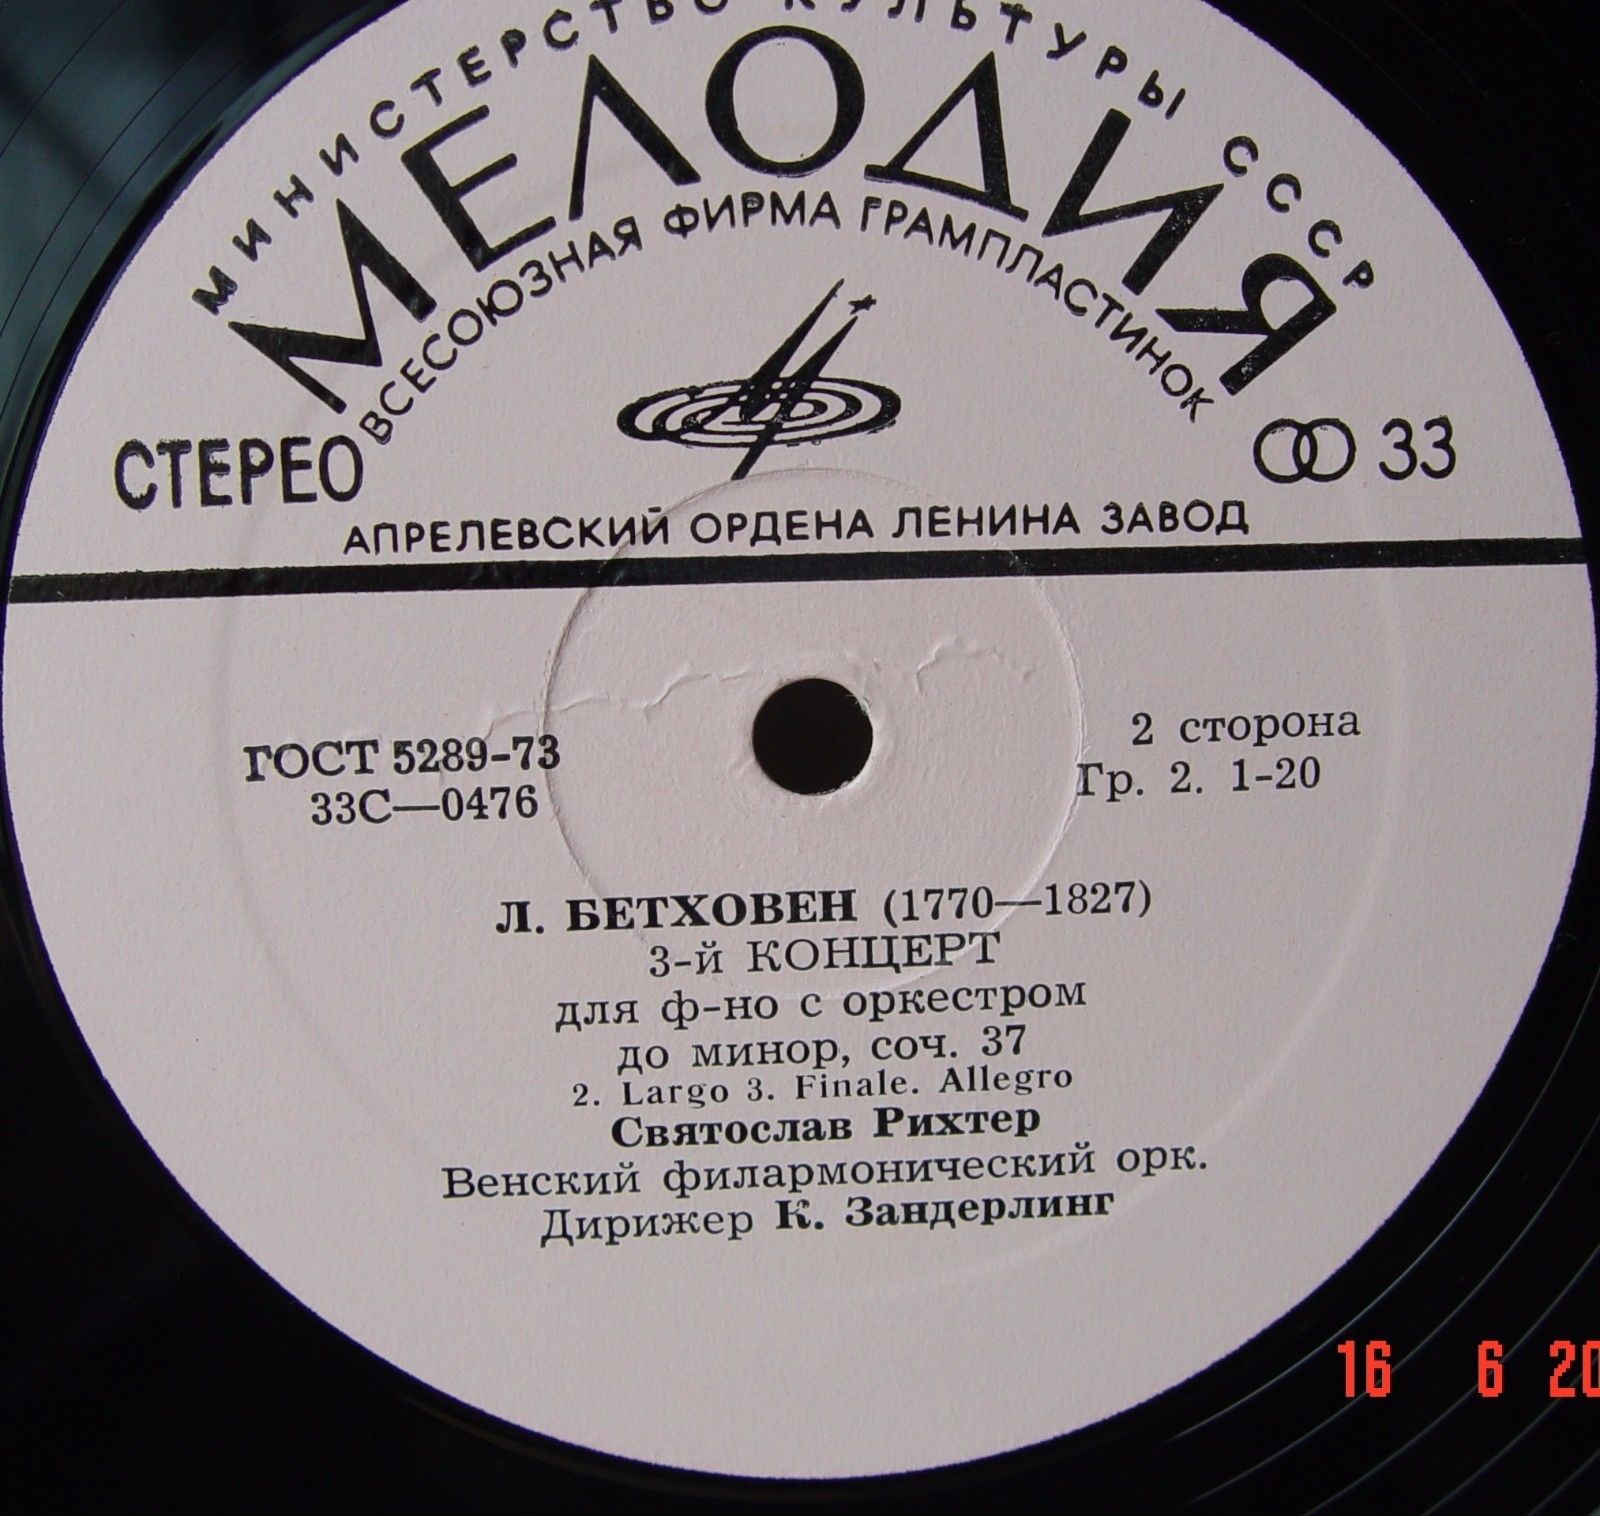 МИНИСТЕРСТВО КУЛЬТУРЫ СССР
МЕЛОДИЯ
ВСЕСОЮЗНАЯ ФИРМА ГРАМПЛАСТИНОК
СТЕРЕО
33
АПРЕЛЕВСКИЙ ОРДЕНА ЛЕНИНА ЗАВОД
ГОСТ 5289-73
33С—0476
2 сторона
Гр. 2. 1-20
Л. БЕТХОВЕН (1770—1827)
3-й КОНЦЕРТ
для ф-но с оркестром
до минор, соч. 37
2. Largo 3. Finale. Allegro
Святослав Рихтер
Венский филармонический орк.
Дирижер К. Зандерлинг
16 6 20